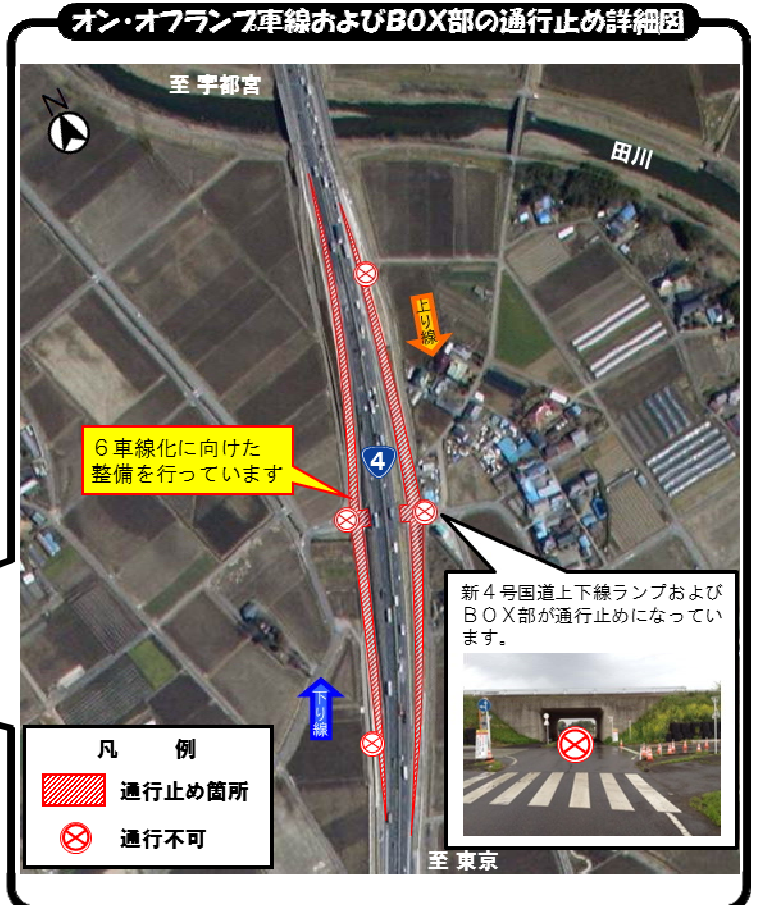 オン・オフランプ車線およびBOX部の通行止め詳細図
至 宇都宮
N
田川
上り線
6車線化に向けた
整備を行っています
4
新4号国道上下線ランプおよび
BOX部が通行止めになってい
ます。
下り線
凡 例
通行止め箇所
通行不可
至 東京